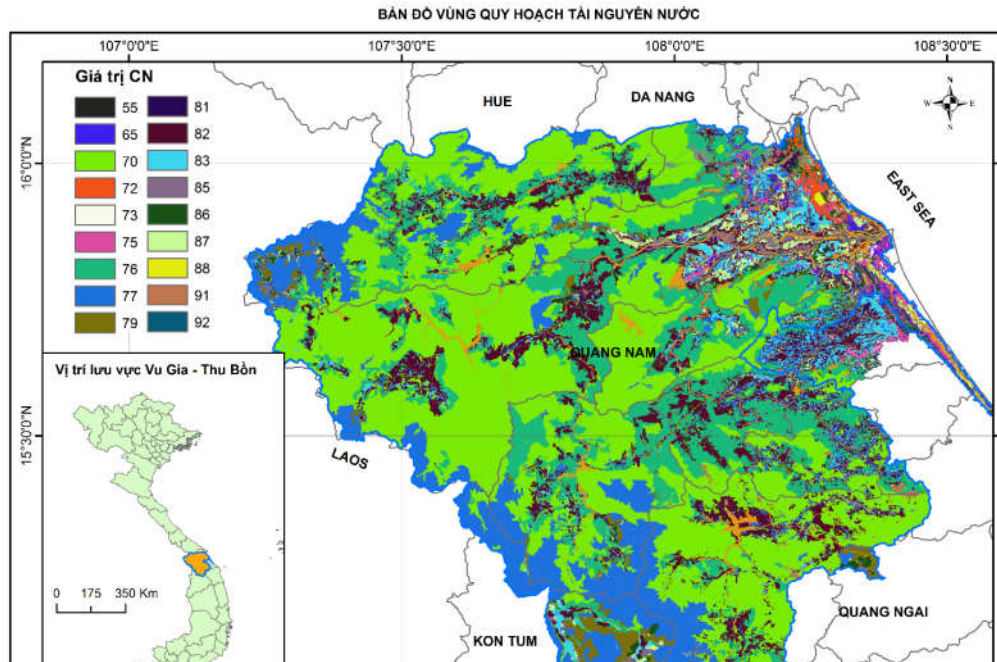 BẢN ĐỒ VÙNG QUY HOẠCH TÀI NGUYÊN NƯỚC
107°0'0"E 107°30'0"E 108°0'0"E 108°30'0"E
Giá trị CN
55 81
65 82
70 83
72 85
73 86
75 87
76 88
77 91
79 92
HUE
DA NANG
N
W E
S
16°0'0"N
EAST SEA
QUANG NAM
Vị trí lưu vực Vu Gia - Thu Bồn
15°30'0"N
LAOS
0 175 350 Km
QUANG NGAI
KON TUM